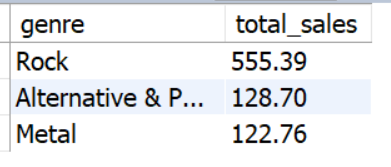 genre total_sales
Rock 555.39
Alternative & P... 128.70
Metal 122.76